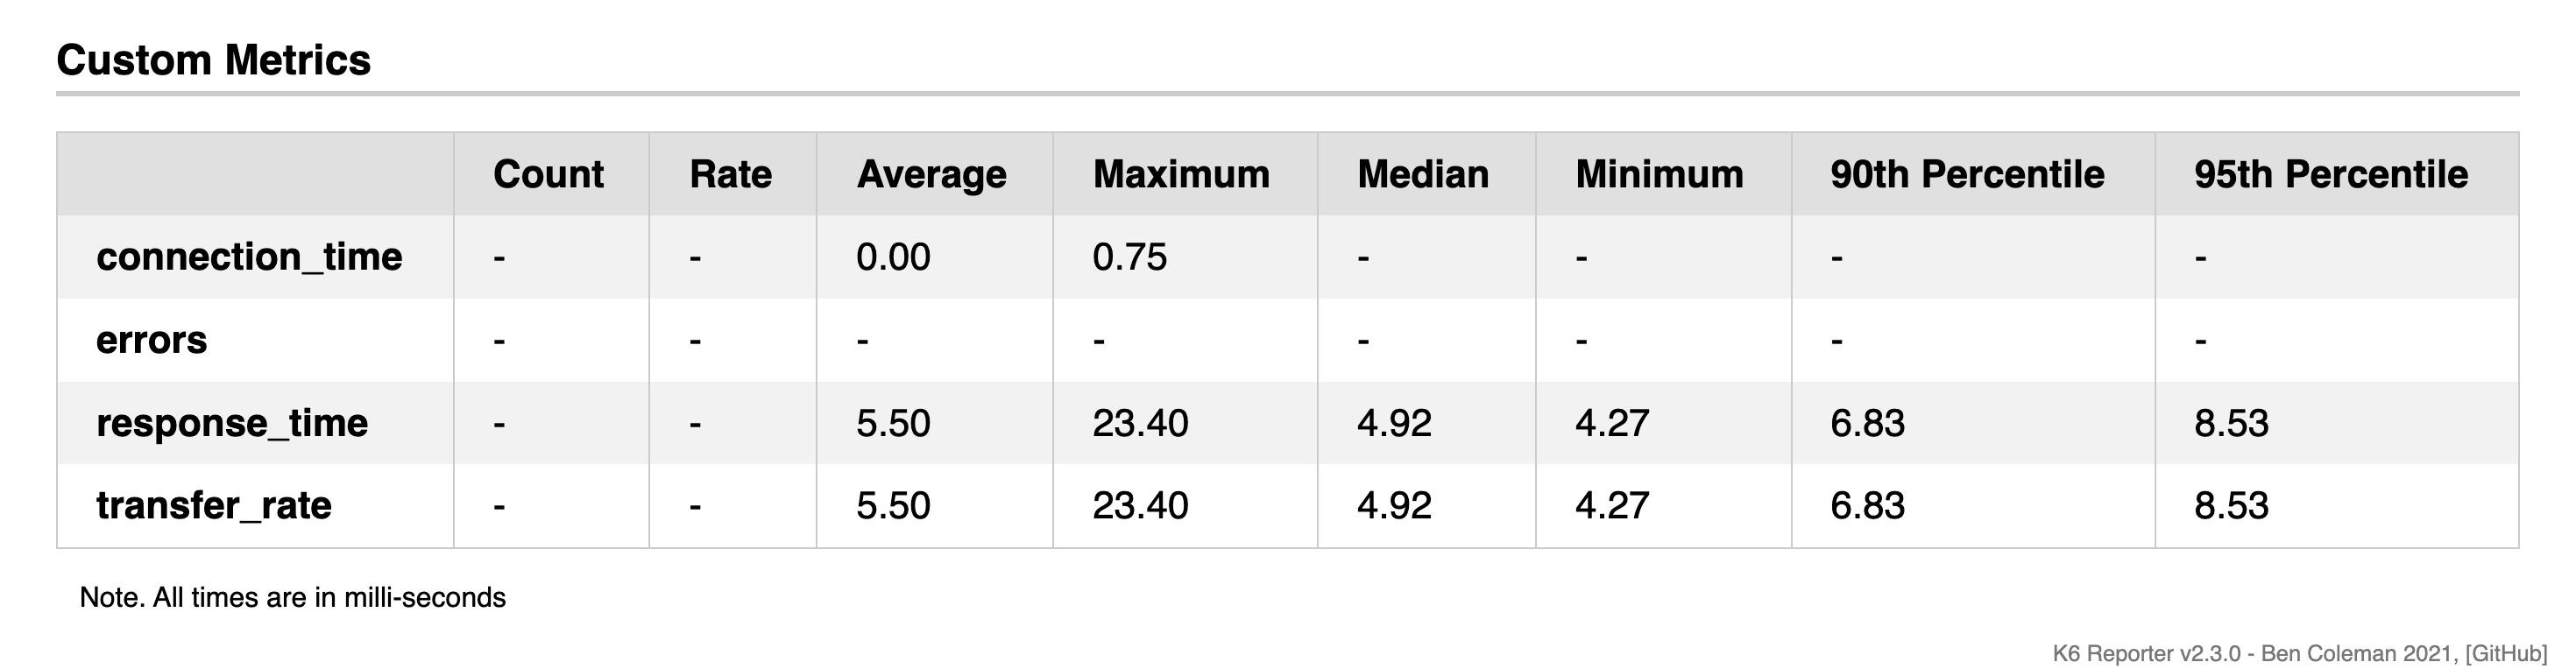 Custom Metrics
Count Rate Average Maximum Median Minimum 90th Percentile 95th Percentile
connection_time - - 0.00 0.75 - - - -
errors - - - - - - - -
response_time - - 5.50 23.40 4.92 4.27 6.83 8.53
transfer_rate - - 5.50 23.40 4.92 4.27 6.83 8.53
Note. All times are in milli-seconds
K6 Reporter v2.3.0 - Ben Coleman 2021, [GitHub]